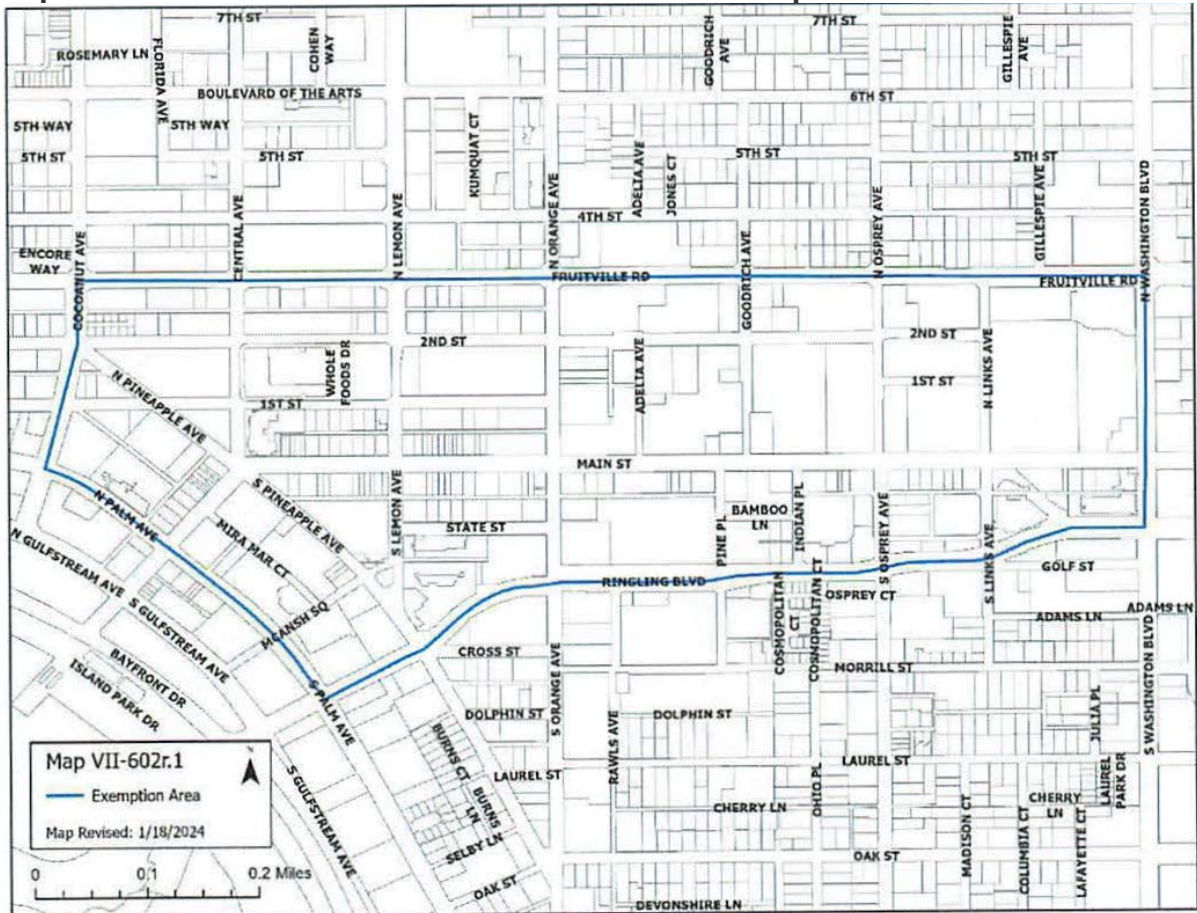 7TH ST
7TH ST
ROSEMARY LN
FLORIDA AVE
COHEN WAY
GOODRICH AVE
GILLESPIE AVE
BOULEVARD OF THE ARTS
6TH ST
5TH WAY
5TH WAY
5TH ST
5TH ST
5TH ST
5TH ST
KUMQUAT CT
ADELIA AVE
JONES CT
GILLESPIE AVE
N WASHINGTON BLVD
CENTRAL AVE
N LEMON AVE
N ORANGE AVE
4TH ST
N OSPREY AVE
ENCORE WAY
COCOANUT AVE
FRUITVILLE RD
FRUITVILLE RD
GOODRICH AVE
2ND ST
2ND ST
WHOLE FOODS DR
ADELIA AVE
N LINKS AVE
1ST ST
1ST ST
N PINEAPPLE AVE
MAIN ST
S PINEAPPLE AVE
N PALM AVE
MIRA MAR CT
S LEMON AVE
STATE ST
PINE PL
BAMBOO LN
INDIAN PL
S OSPREY AVE
S LINKS AVE
N GULFSTREAM AVE
S GULFSTREAM AVE
MCANSH SQ
RINGLING BLVD
GOLF ST
COSMOPOLITAN CT
COSMOPOLITAN CT
OSPREY CT
ADAMS LN
ADAMS LN
BAYFRONT DR
ISLAND PARK DR
CROSS ST
MORRILL ST
S PALM AVE
S ORANGE AVE
DOLPHIN ST
DOLPHIN ST
JULIA PL
S WASHINGTON BLVD
BURNS CT
RAWLS AVE
LAUREL ST
LAUREL ST
OHIO PL
LAUREL PARK DR
S GULFSTREAM AVE
BURNS LN
CHERRY LN
CHERRY LN
SELBY LN
MADISON CT
COLUMBIA CT
LAFAYETTE CT
OAK ST
OAK ST
DEVONSHIRE LN
Map VII-602r.1
N
Exemption Area
Map Revised: 1/18/2024
0 0.1 0.2 Miles